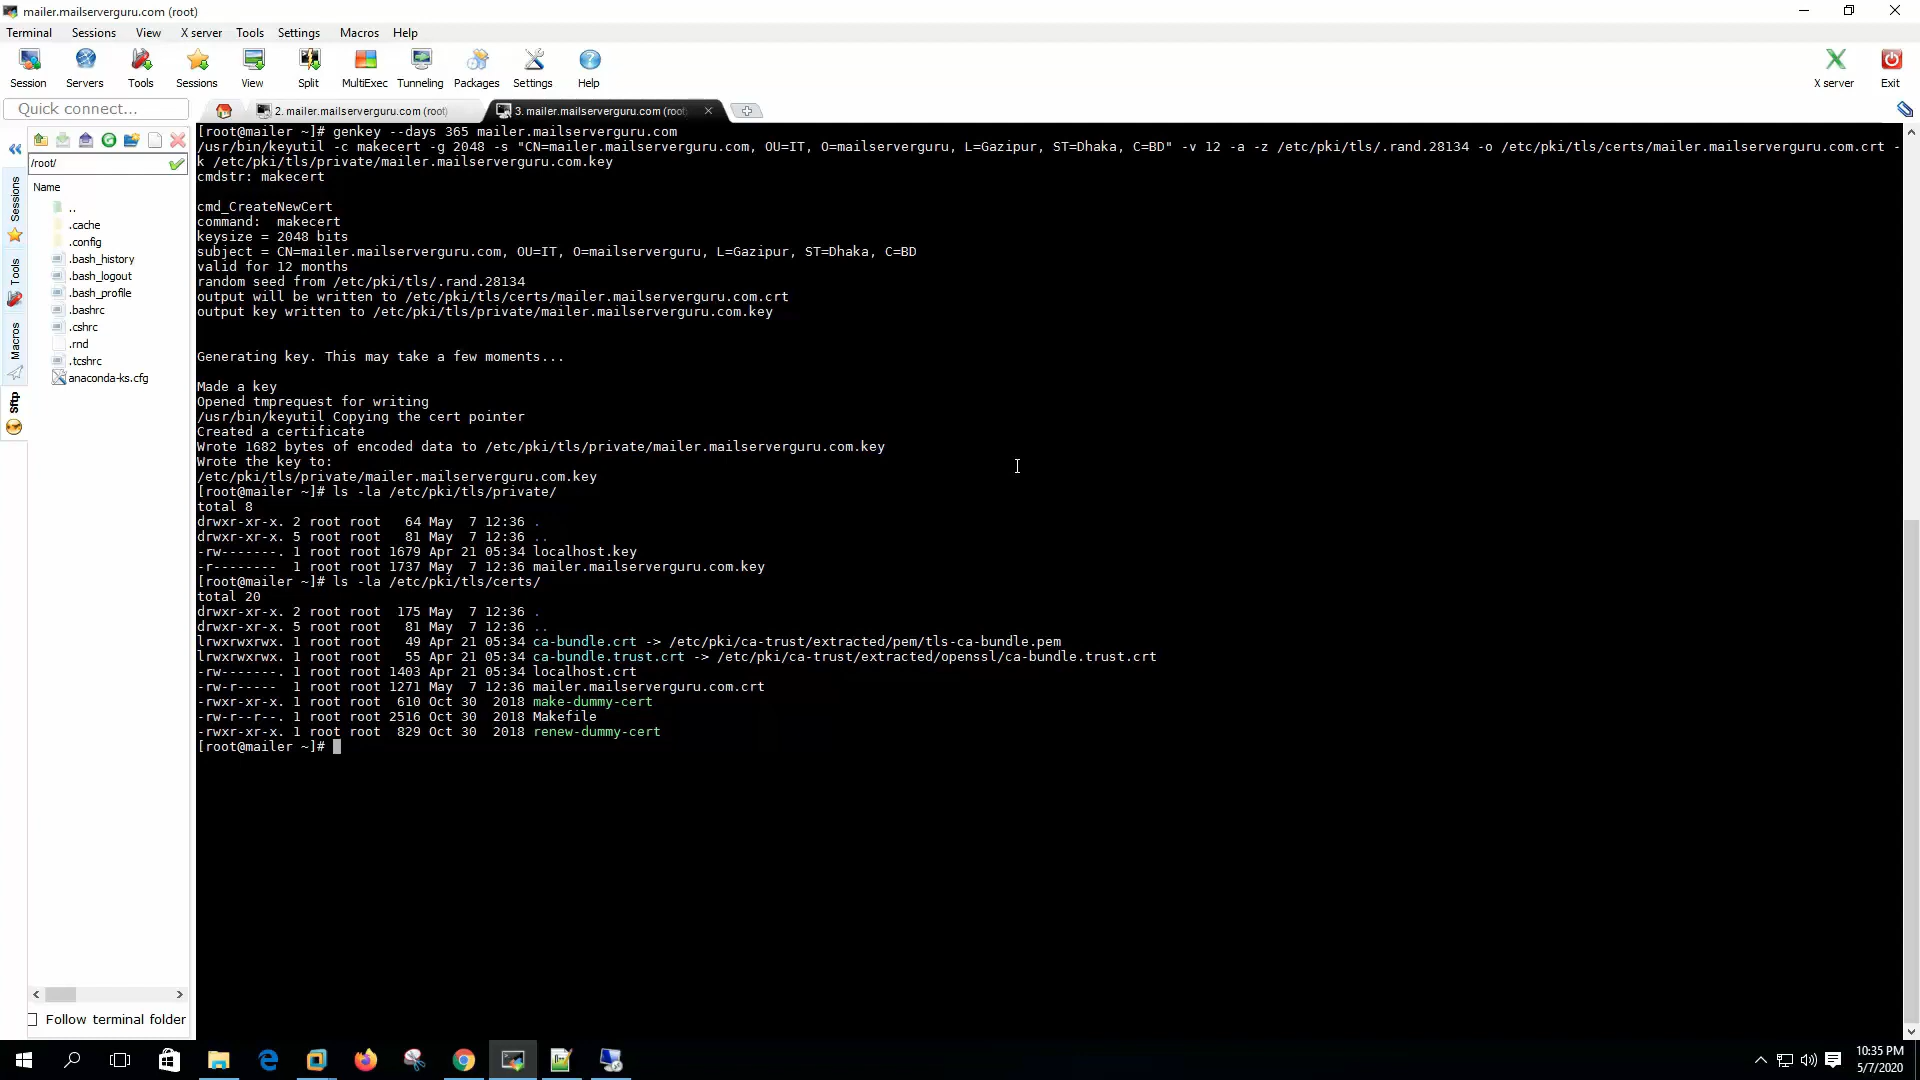 mailer.mailserverguru.com (root)
Terminal Sessions View X server Tools Settings Macros Help
Session Servers Tools Sessions View Split MultiExec Tunneling Packages Settings Help X server Exit
Quick connect...
2. mailer.mailserverguru.com (root)
3. mailer.mailserverguru.com (root
/root/
Name
..
.cache
.config
.bash_history
.bash_logout
.bash_profile
.bashrc
.cshrc
.rnd
.tcshrc
anaconda-ks.cfg
Sessions
Tools
Macros
Sftp
Follow terminal folder
[root@mailer ~]# genkey --days 365 mailer.mailserverguru.com
/usr/bin/keyutil -c makecert -g 2048 -s "CN=mailer.mailserverguru.com, OU=IT, O=mailserverguru, L=Gazipur, ST=Dhaka, C=BD" -v 12 -a -z /etc/pki/tls/.rand.28134 -o /etc/pki/tls/certs/mailer.mailserverguru.com.crt -
k /etc/pki/tls/private/mailer.mailserverguru.com.key
cmdstr: makecert
cmd_CreateNewCert
command:  makecert
keysize = 2048 bits
subject = CN=mailer.mailserverguru.com, OU=IT, O=mailserverguru, L=Gazipur, ST=Dhaka, C=BD
valid for 12 months
random seed from /etc/pki/tls/.rand.28134
output will be written to /etc/pki/tls/certs/mailer.mailserverguru.com.crt
output key written to /etc/pki/tls/private/mailer.mailserverguru.com.key
Generating key. This may take a few moments...
Made a key
Opened tmprequest for writing
/usr/bin/keyutil Copying the cert pointer
Created a certificate
Wrote 1682 bytes of encoded data to /etc/pki/tls/private/mailer.mailserverguru.com.key
Wrote the key to:
/etc/pki/tls/private/mailer.mailserverguru.com.key
[root@mailer ~]# ls -la /etc/pki/tls/private/
total 8
drwxr-xr-x. 2 root root   64 May  7 12:36 .
drwxr-xr-x. 5 root root   81 May  7 12:36 ..
-rw-------. 1 root root 1679 Apr 21 05:34 localhost.key
-r--------  1 root root 1737 May  7 12:36 mailer.mailserverguru.com.key
[root@mailer ~]# ls -la /etc/pki/tls/certs/
total 20
drwxr-xr-x. 2 root root  175 May  7 12:36 .
drwxr-xr-x. 5 root root   81 May  7 12:36 ..
lrwxrwxrwx. 1 root root   49 Apr 21 05:34 ca-bundle.crt -> /etc/pki/ca-trust/extracted/pem/tls-ca-bundle.pem
lrwxrwxrwx. 1 root root   55 Apr 21 05:34 ca-bundle.trust.crt -> /etc/pki/ca-trust/extracted/openssl/ca-bundle.trust.crt
-rw-------. 1 root root 1403 Apr 21 05:34 localhost.crt
-rw-r-----  1 root root 1271 May  7 12:36 mailer.mailserverguru.com.crt
-rwxr-xr-x. 1 root root  610 Oct 30  2018 make-dummy-cert
-rw-r--r--. 1 root root 2516 Oct 30  2018 Makefile
-rwxr-xr-x. 1 root root  829 Oct 30  2018 renew-dummy-cert
[root@mailer ~]#
10:35 PM
5/7/2020